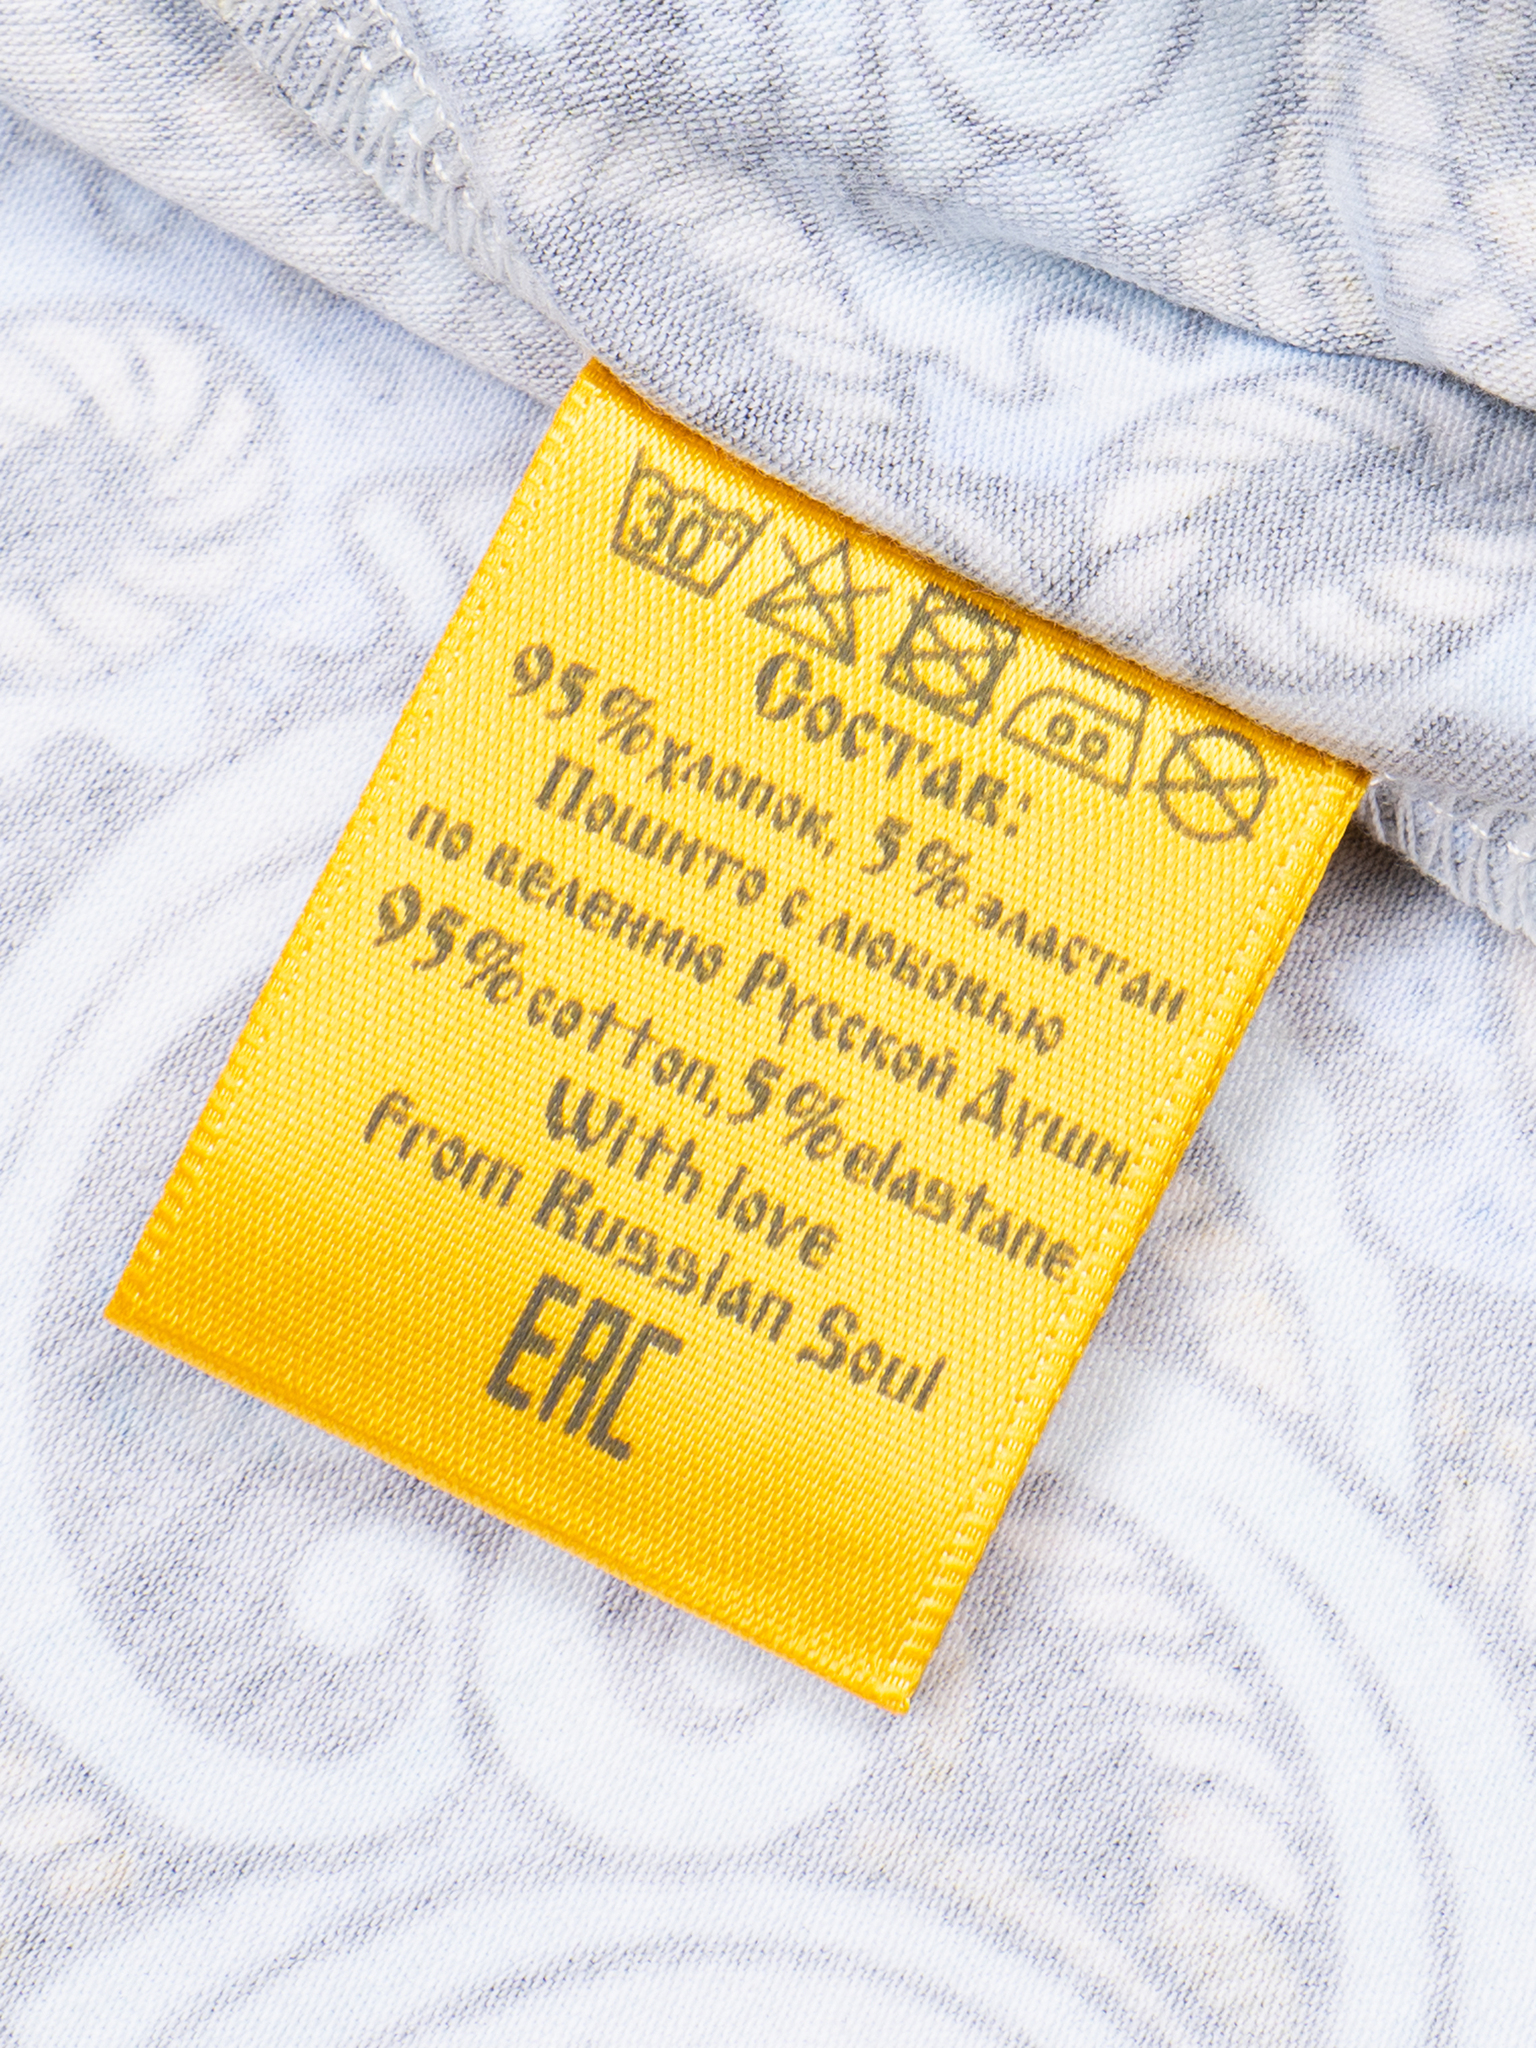 30°
Состав:
95% хлопок, 5% эластан
Пошито с любовью
по велению Русской Души
95% cotton, 5% elastane
With love
from Russian Soul
EAC